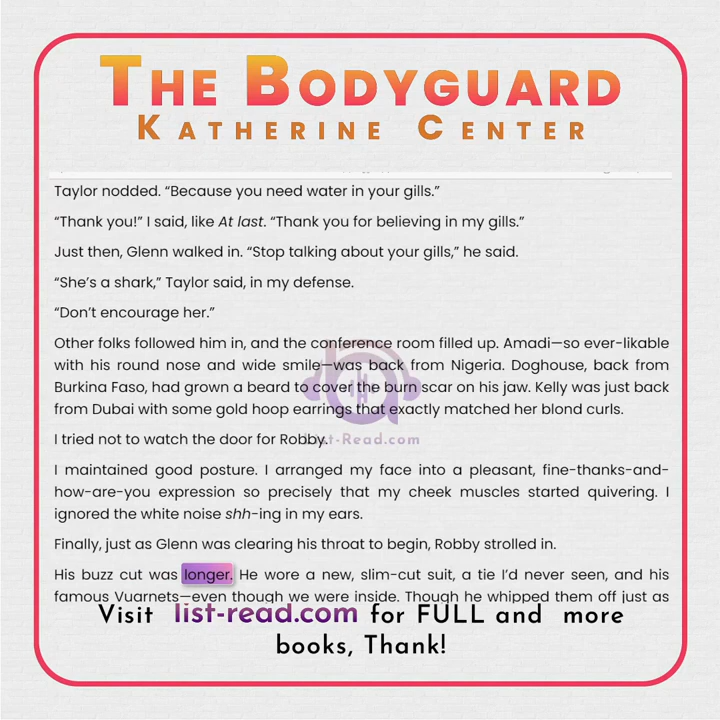 THE BODYGUARD
KATHERINE CENTER
Taylor nodded. “Because you need water in your gills.”
“Thank you!” I said, like At last. “Thank you for believing in my gills.”
Just then, Glenn walked in. “Stop talking about your gills,” he said.
“She’s a shark,” Taylor said, in my defense.
“Don’t encourage her.”
Other folks followed him in, and the conference room filled up. Amadi—so ever-likable
with his round nose and wide smile—was back from Nigeria. Doghouse, back from
Burkina Faso, had grown a beard to cover the burn scar on his jaw. Kelly was just back
from Dubai with some gold hoop earrings that exactly matched her blond curls.
I tried not to watch the door for Robby.
List-Read.com
I maintained good posture. I arranged my face into a pleasant, fine-thanks-and-
how-are-you expression so precisely that my cheek muscles started quivering. I
ignored the white noise shh-ing in my ears.
Finally, just as Glenn was clearing his throat to begin, Robby strolled in.
His buzz cut was longer. He wore a new, slim-cut suit, a tie I’d never seen, and his
famous Vuarnets—even though we were inside. Though he whipped them off just as
Visit list-read.com for FULL and more
books, Thank!